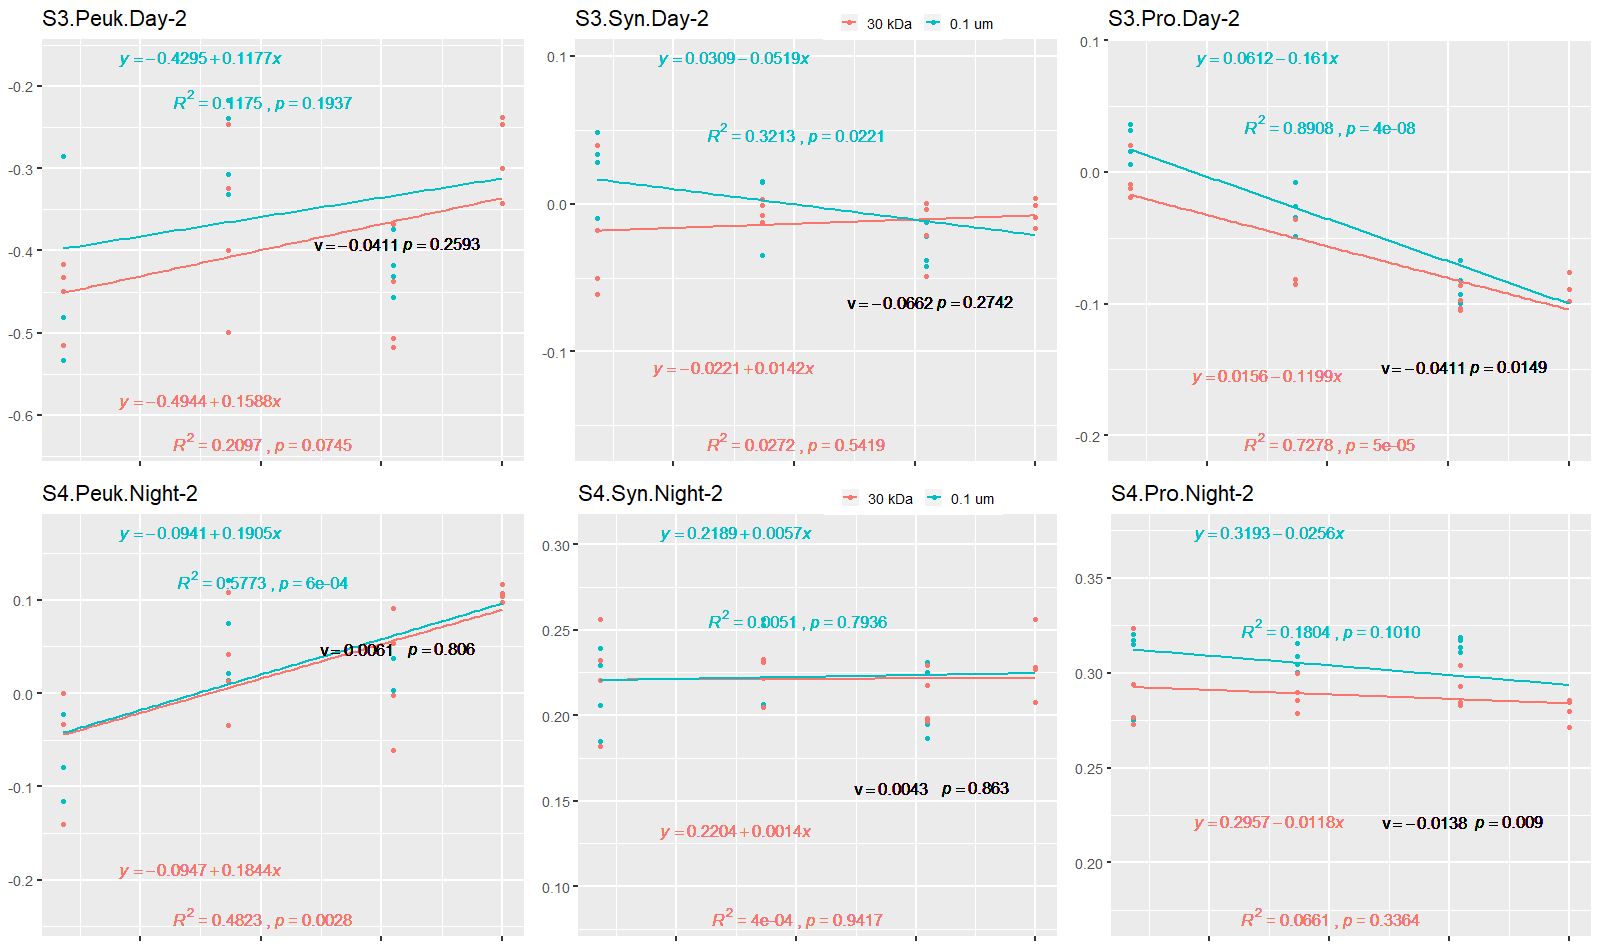 S3.Peuk.Day-2
y = −0.4295 + 0.1177x
R² = 0.1175 , p = 0.1937
-0.2
-0.3
v = −0.0411 p = 0.2593
-0.4
-0.5
y = −0.4944 + 0.1588x
-0.6
R² = 0.2097 , p = 0.0745
S3.Syn.Day-2
30 kDa 0.1 um
0.1
y = 0.0309 − 0.0519x
R² = 0.3213 , p = 0.0221
0.0
v = −0.0662 p = 0.2742
-0.1
y = −0.0221 + 0.0142x
R² = 0.0272 , p = 0.5419
S3.Pro.Day-2
0.1
y = 0.0612 − 0.161x
R² = 0.8908 , p = 4e−08
0.0
-0.1
v = −0.0411 p = 0.0149
y = 0.0156 − 0.1199x
-0.2
R² = 0.7278 , p = 5e−05
S4.Peuk.Night-2
y = −0.0941 + 0.1905x
R² = 0.5773 , p = 6e−04
0.1
v = 0.0061 p = 0.806
0.0
-0.1
y = −0.0947 + 0.1844x
-0.2
R² = 0.4823 , p = 0.0028
S4.Syn.Night-2
30 kDa 0.1 um
y = 0.2189 + 0.0057x
0.30
R² = 0.0051 , p = 0.7936
0.25
0.20
v = 0.0043 p = 0.863
0.15
y = 0.2204 + 0.0014x
0.10
R² = 4e−04 , p = 0.9417
S4.Pro.Night-2
y = 0.3193 − 0.0256x
0.35
R² = 0.1804 , p = 0.1010
0.30
0.25
y = 0.2957 − 0.0118x
v = −0.0138 p = 0.009
0.20
R² = 0.0661 , p = 0.3364